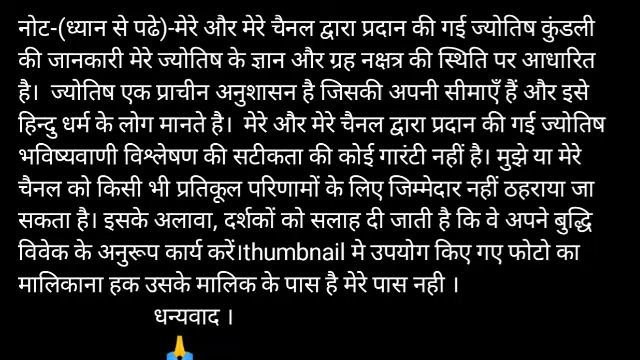 नोट-(ध्यान से पढे)-मेरे और मेरे चैनल द्वारा प्रदान की गई ज्योतिष कुंडली
की जानकारी मेरे ज्योतिष के ज्ञान और ग्रह नक्षत्र की स्थिति पर आधारित
है। ज्योतिष एक प्राचीन अनुशासन है जिसकी अपनी सीमाएँ हैं और इसे
हिन्दु धर्म के लोग मानते है। मेरे और मेरे चैनल द्वारा प्रदान की गई ज्योतिष
भविष्यवाणी विश्लेषण की सटीकता की कोई गारंटी नहीं है। मुझे या मेरे
चैनल को किसी भी प्रतिकूल परिणामों के लिए जिम्मेदार नहीं ठहराया जा
सकता है। इसके अलावा, दर्शकों को सलाह दी जाती है कि वे अपने बुद्धि
विवेक के अनुरूप कार्य करें।thumbnail मे उपयोग किए गए फोटो का
मालिकाना हक उसके मालिक के पास है मेरे पास नही ।
धन्यवाद ।